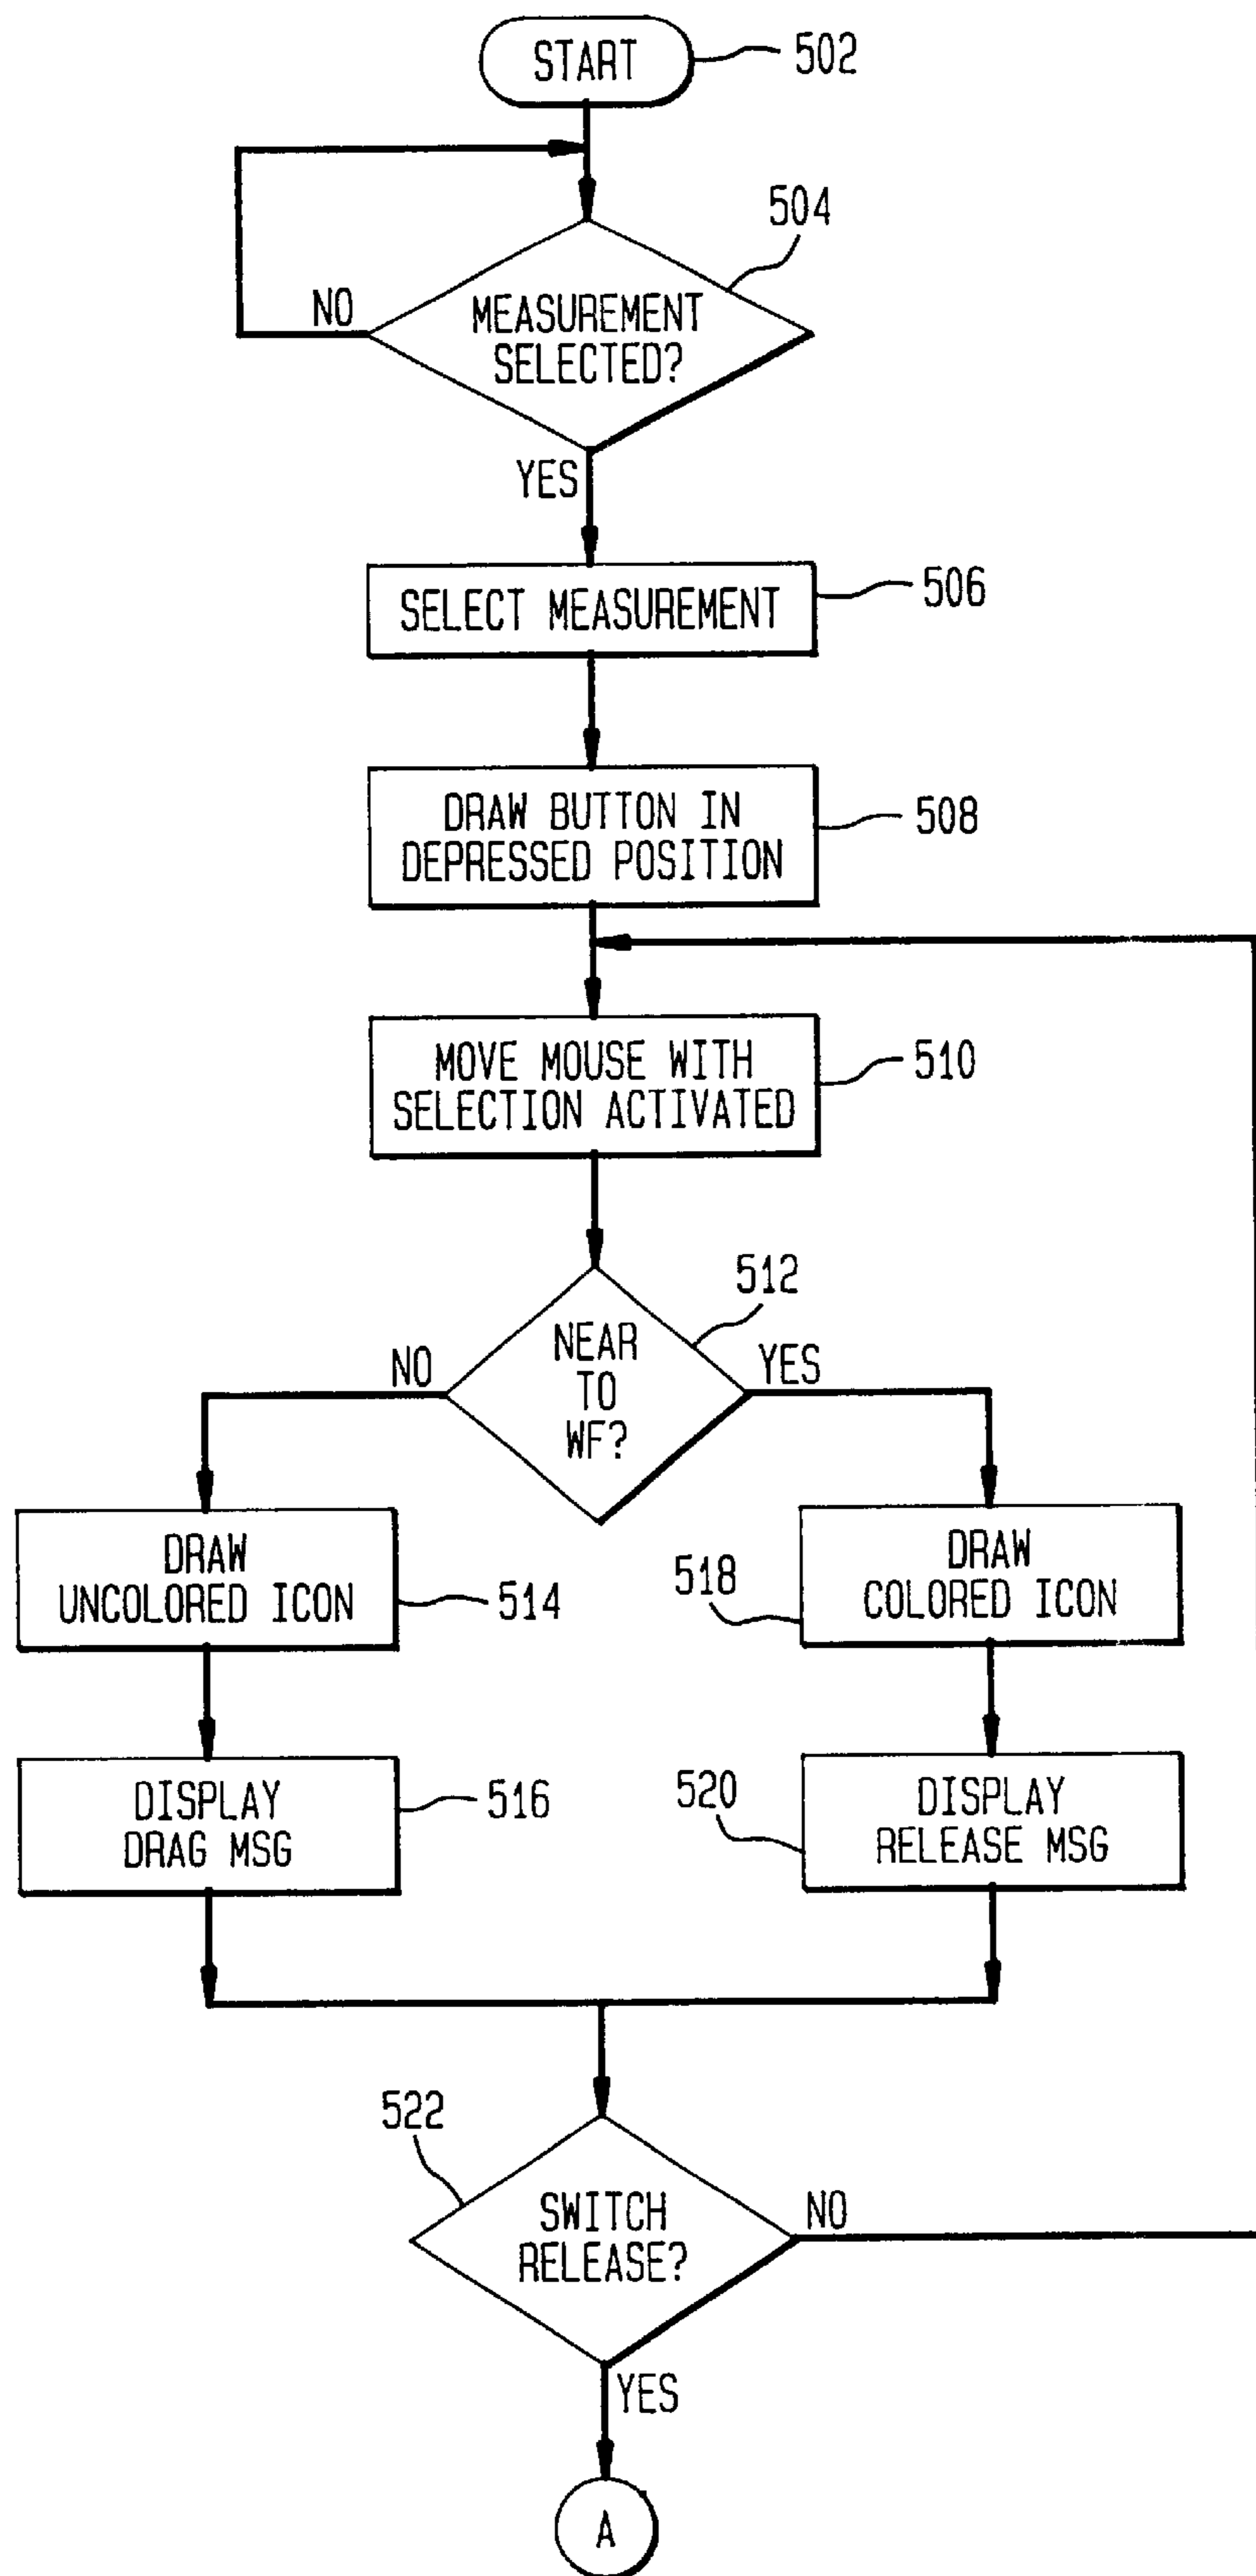 START
502
504
NO
MEASUREMENT
SELECTED?
YES
SELECT MEASUREMENT
506
DRAW BUTTON IN
DEPRESSED POSITION
508
MOVE MOUSE WITH
SELECTION ACTIVATED
510
512
NO
NEAR
TO
WF?
YES
DRAW
UNCOLORED ICON
514
518
DRAW
COLORED ICON
DISPLAY
DRAG MSG
516
520
DISPLAY
RELEASE MSG
522
SWITCH
RELEASE?
NO
YES
A